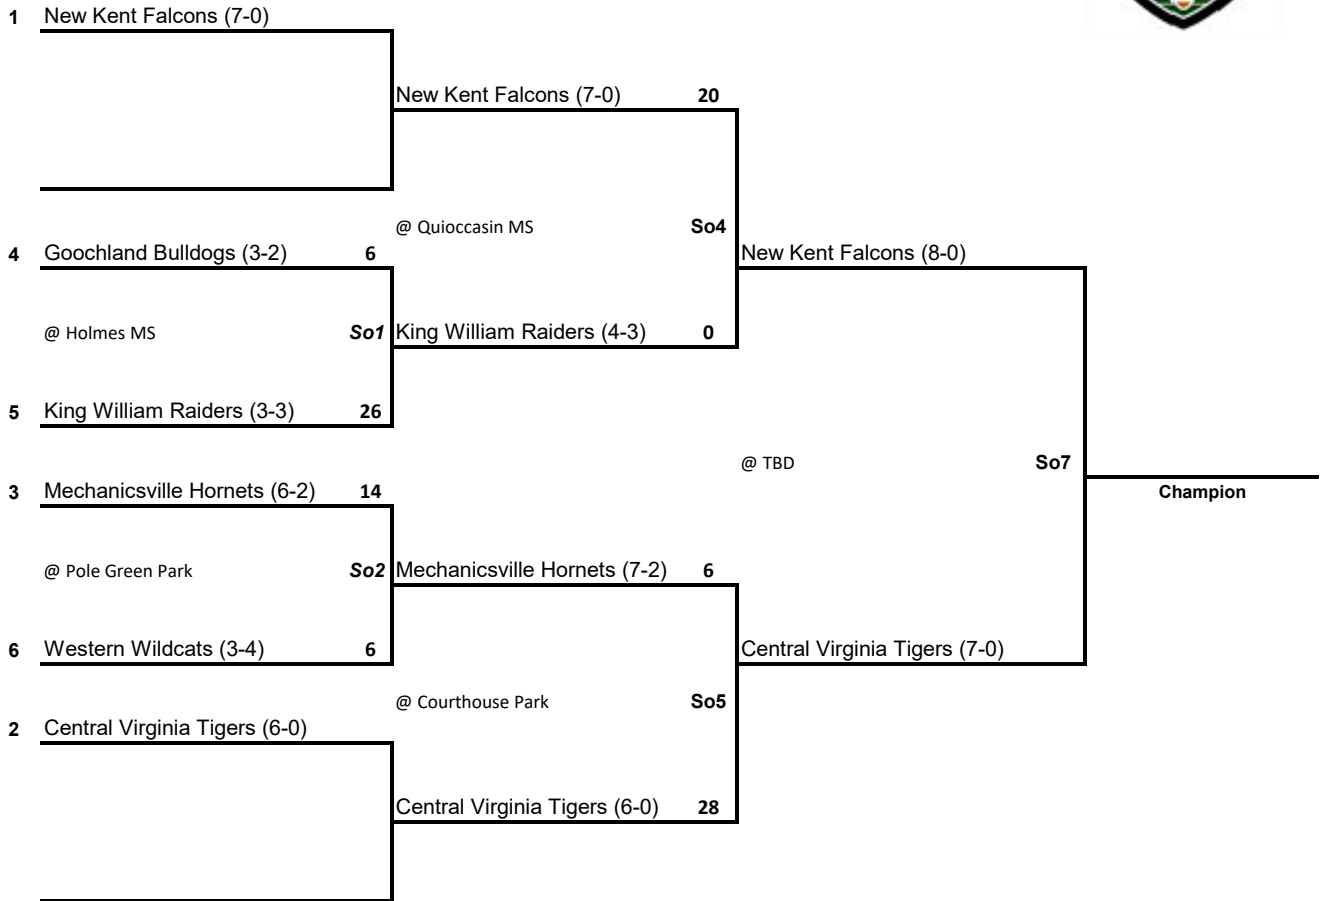 1 New Kent Falcons (7-0)
New Kent Falcons (7-0) 20
@ Quioccasin MS So4
4 Goochland Bulldogs (3-2) 6
New Kent Falcons (8-0)
@ Holmes MS So1
King William Raiders (4-3) 0
5 King William Raiders (3-3) 26
@ TBD So7
3 Mechanicsville Hornets (6-2) 14
Champion
@ Pole Green Park So2
Mechanicsville Hornets (7-2) 6
6 Western Wildcats (3-4) 6
Central Virginia Tigers (7-0)
@ Courthouse Park So5
2 Central Virginia Tigers (6-0)
Central Virginia Tigers (6-0) 28